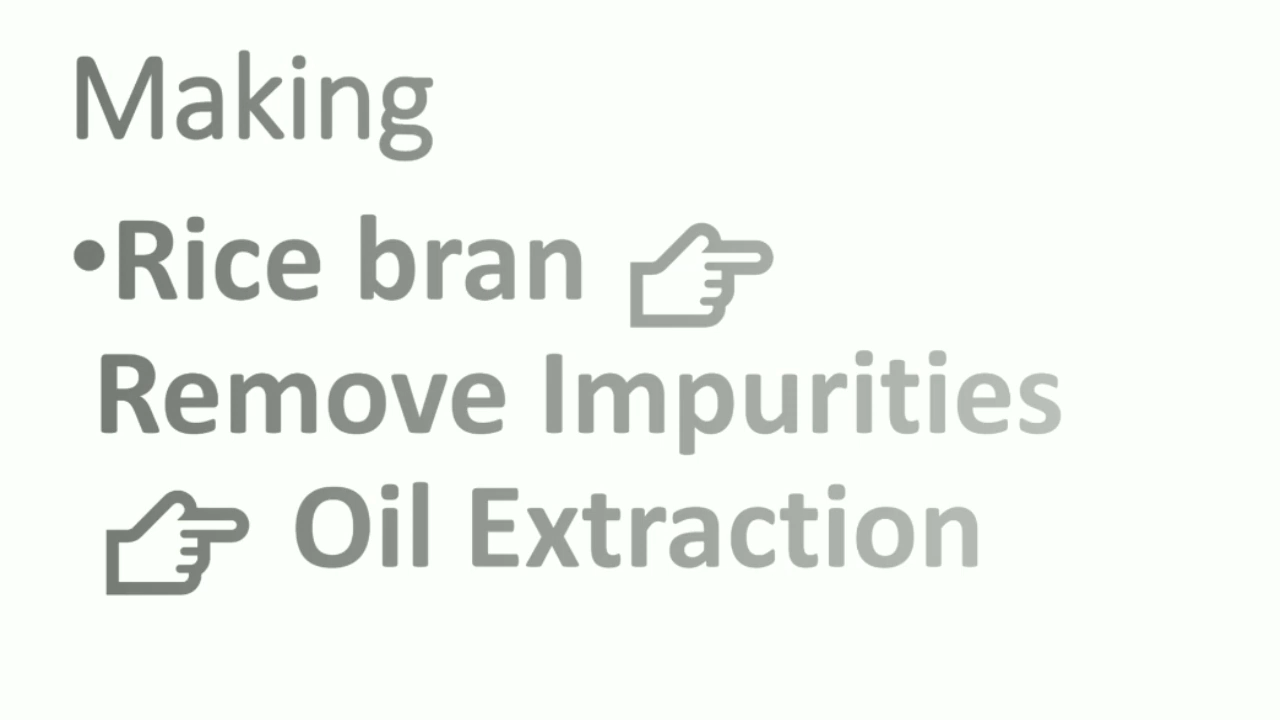 Making
•Rice bran 👉
Remove Impurities
👉 Oil Extraction